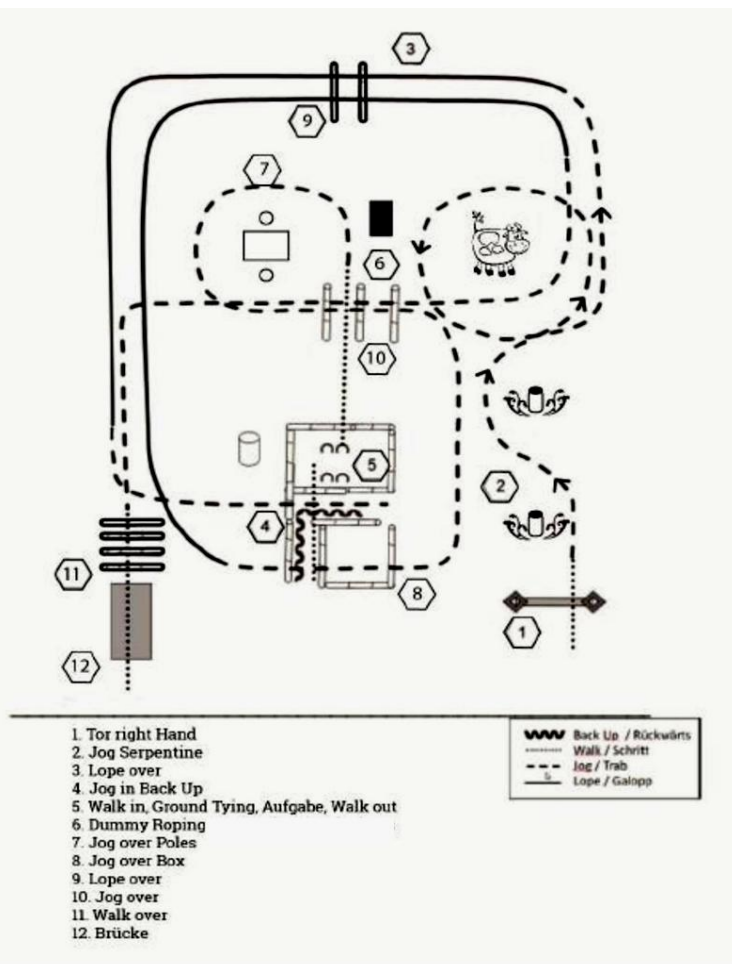 3
9
7
6
10
5
2
4
11
8
1
12
1. Tor right Hand
2. Jog Serpentine
3. Lope over
4. Jog in Back Up
5. Walk in, Ground Tying, Aufgabe, Walk out
6. Dummy Roping
7. Jog over Poles
8. Jog over Box
9. Lope over
10. Jog over
11. Walk over
12. Brücke
Back Up / Rückwärts
Walk / Schritt
Jog / Trab
Lope / Galopp